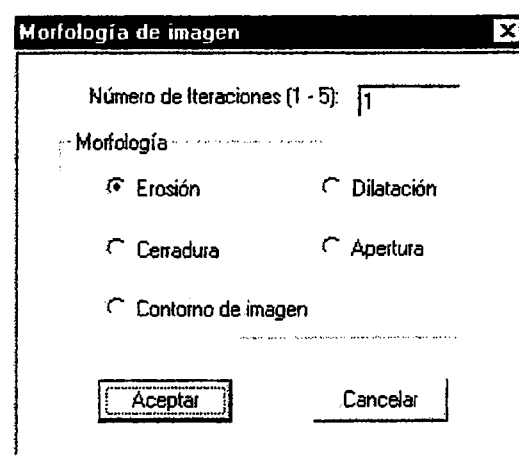 Morfología de imagen
Número de Iteraciones (1 - 5): 1
Morfología
Erosión Dilatación
Cerradura Apertura
Contorno de imagen
Aceptar Cancelar